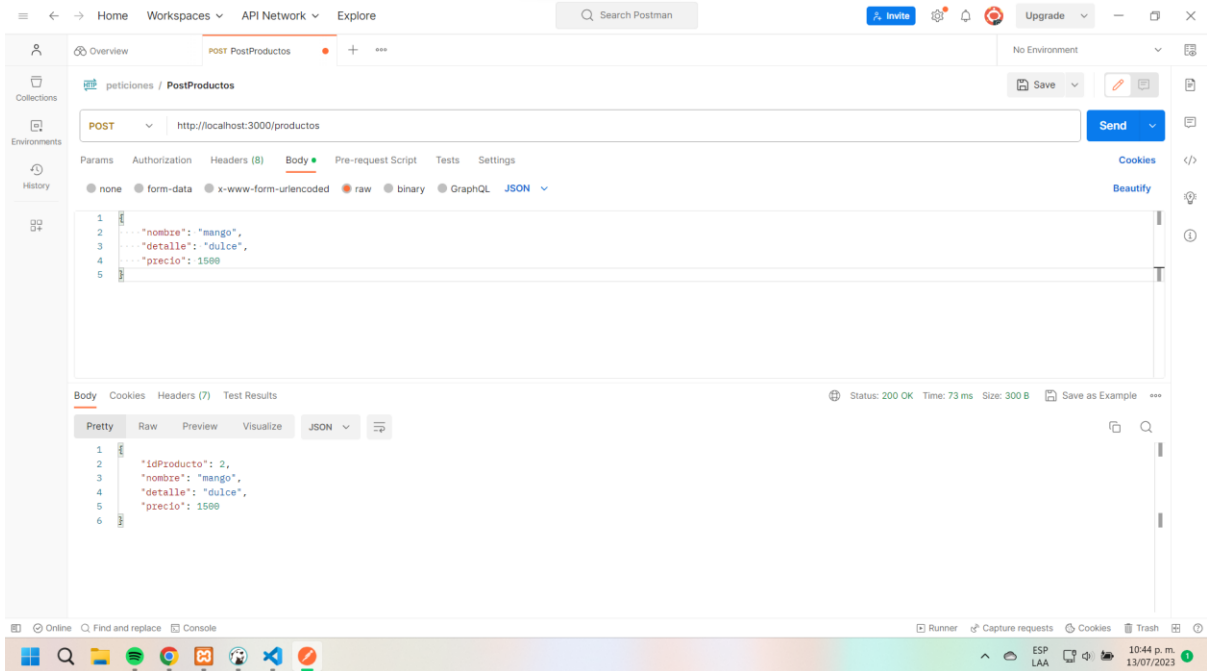 Home Workspaces API Network Explore Search Postman Invite Upgrade
Overview POST PostProductos No Environment
HTTP peticiones / PostProductos Save
Collections
POST http://localhost:3000/productos Send
Environments
Params Authorization Headers (8) Body Pre-request Script Tests Settings Cookies
History
none form-data x-www-form-urlencoded raw binary GraphQL JSON Beautify
1 {
2 "nombre": "mango",
3 "detalle": "dulce",
4 "precio": 1500
5 }
Body Cookies Headers (7) Test Results Status: 200 OK Time: 73 ms Size: 300 B Save as Example
Pretty Raw Preview Visualize JSON
1 {
2 "idProducto": 2,
3 "nombre": "mango",
4 "detalle": "dulce",
5 "precio": 1500
6 }
Online Find and replace Console Runner Capture requests Cookies Trash
ESP 10:44 p. m. 1
LAA 13/07/2023